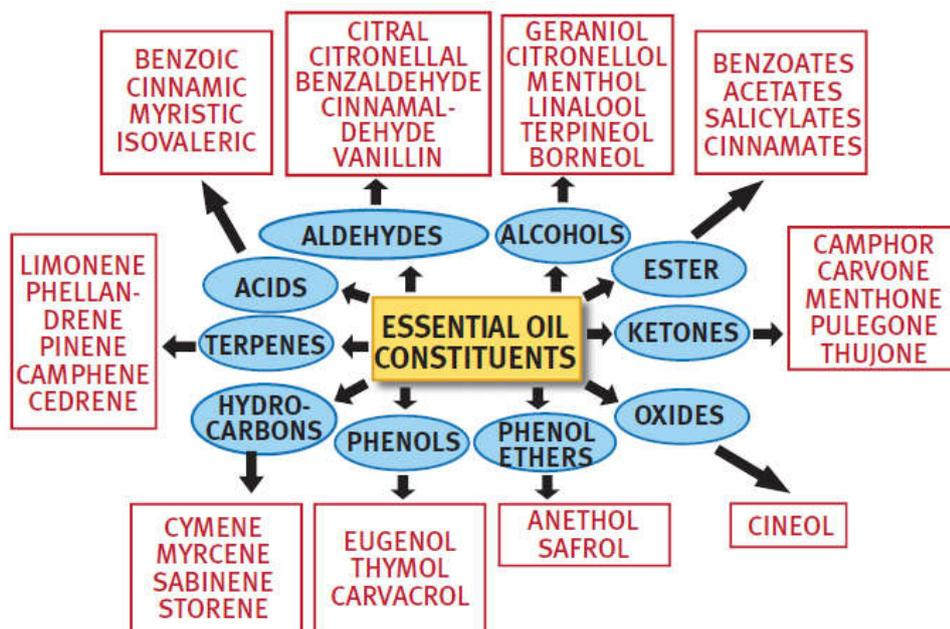 BENZOIC
CINNAMIC
MYRISTIC
ISOVALERIC
CITRAL
CITRONELLAL
BENZALDEHYDE
CINNAMAL-
DEHYDE
VANILLIN
GERANIOL
CITRONELLOL
MENTHOL
LINALOOL
TERPINEOL
BORNEOL
BENZOATES
ACETATES
SALICYLATES
CINNAMATES
ALDEHYDES
ALCOHOLS
ACIDS
ESTER
LIMONENE
PHELLAN-
DRENE
PINENE
CAMPHENE
CEDRENE
TERPENES
ESSENTIAL OIL
CONSTITUENTS
KETONES
CAMPHOR
CARVONE
MENTHONE
PULEGONE
THUJONE
HYDRO-
CARBONS
PHENOLS
PHENOL
ETHERS
OXIDES
CYMENE
MYRCENE
SABINENE
STORENE
EUGENOL
THYMOL
CARVACROL
ANETHOL
SAFROL
CINEOL